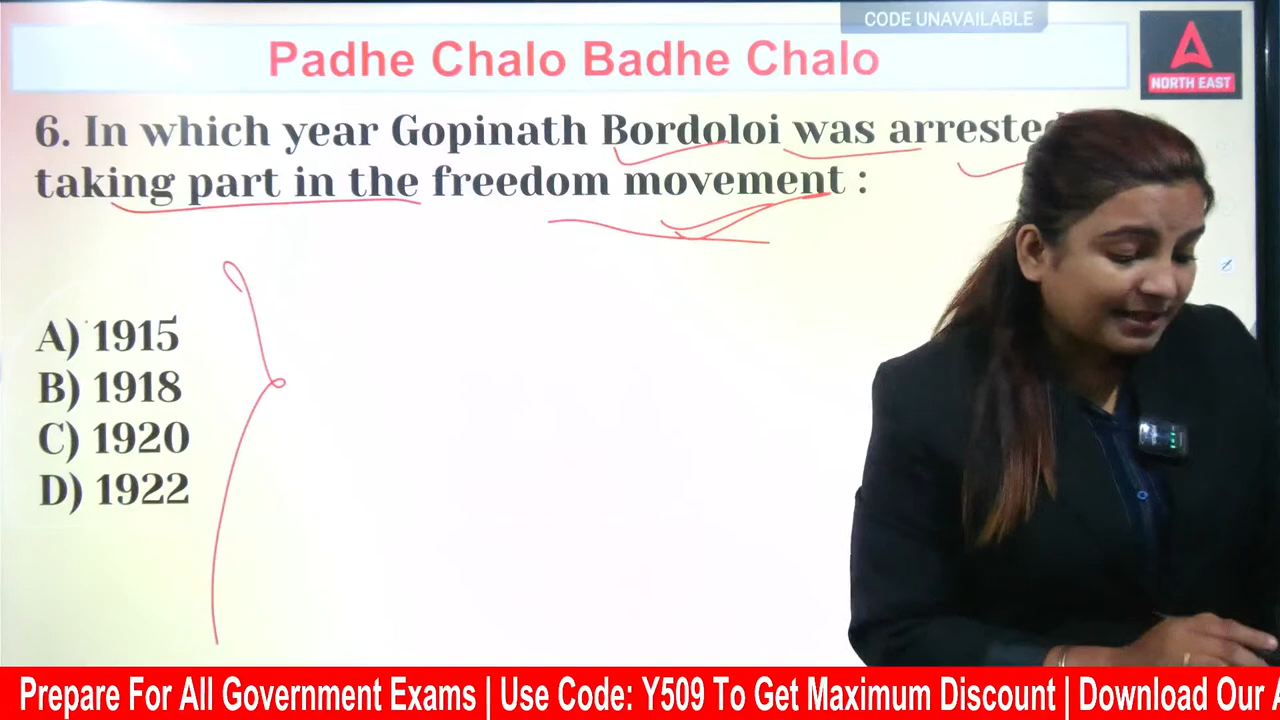 CODE UNAVAILABLE
Padhe Chalo Badhe Chalo
NORTH EAST
6. In which year Gopinath Bordoloi was arrested
taking part in the freedom movement :
A) 1915
B) 1918
C) 1920
D) 1922
Prepare For All Government Exams | Use Code: Y509 To Get Maximum Discount | Download Our